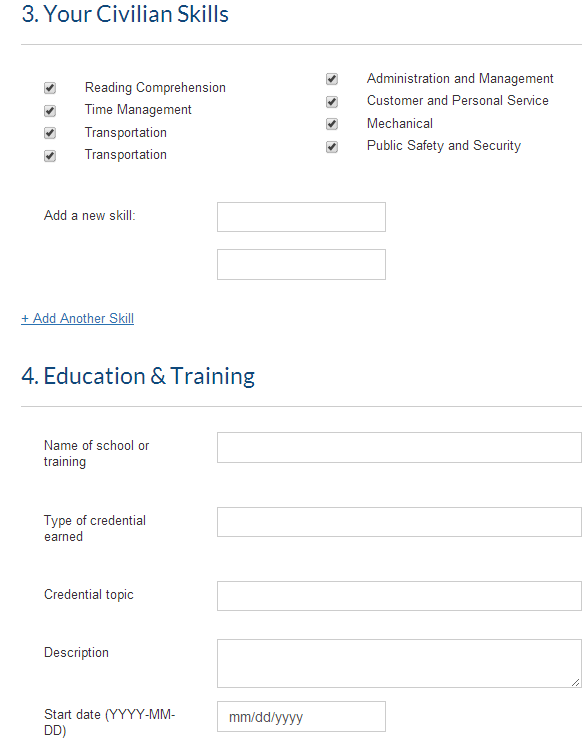 3. Your Civilian Skills
Reading Comprehension
Time Management
Transportation
Transportation
Administration and Management
Customer and Personal Service
Mechanical
Public Safety and Security
Add a new skill:
+ Add Another Skill
4. Education & Training
Name of school or
training
Type of credential
earned
Credential topic
Description
Start date (YYYY-MM-
DD)
mm/dd/yyyy